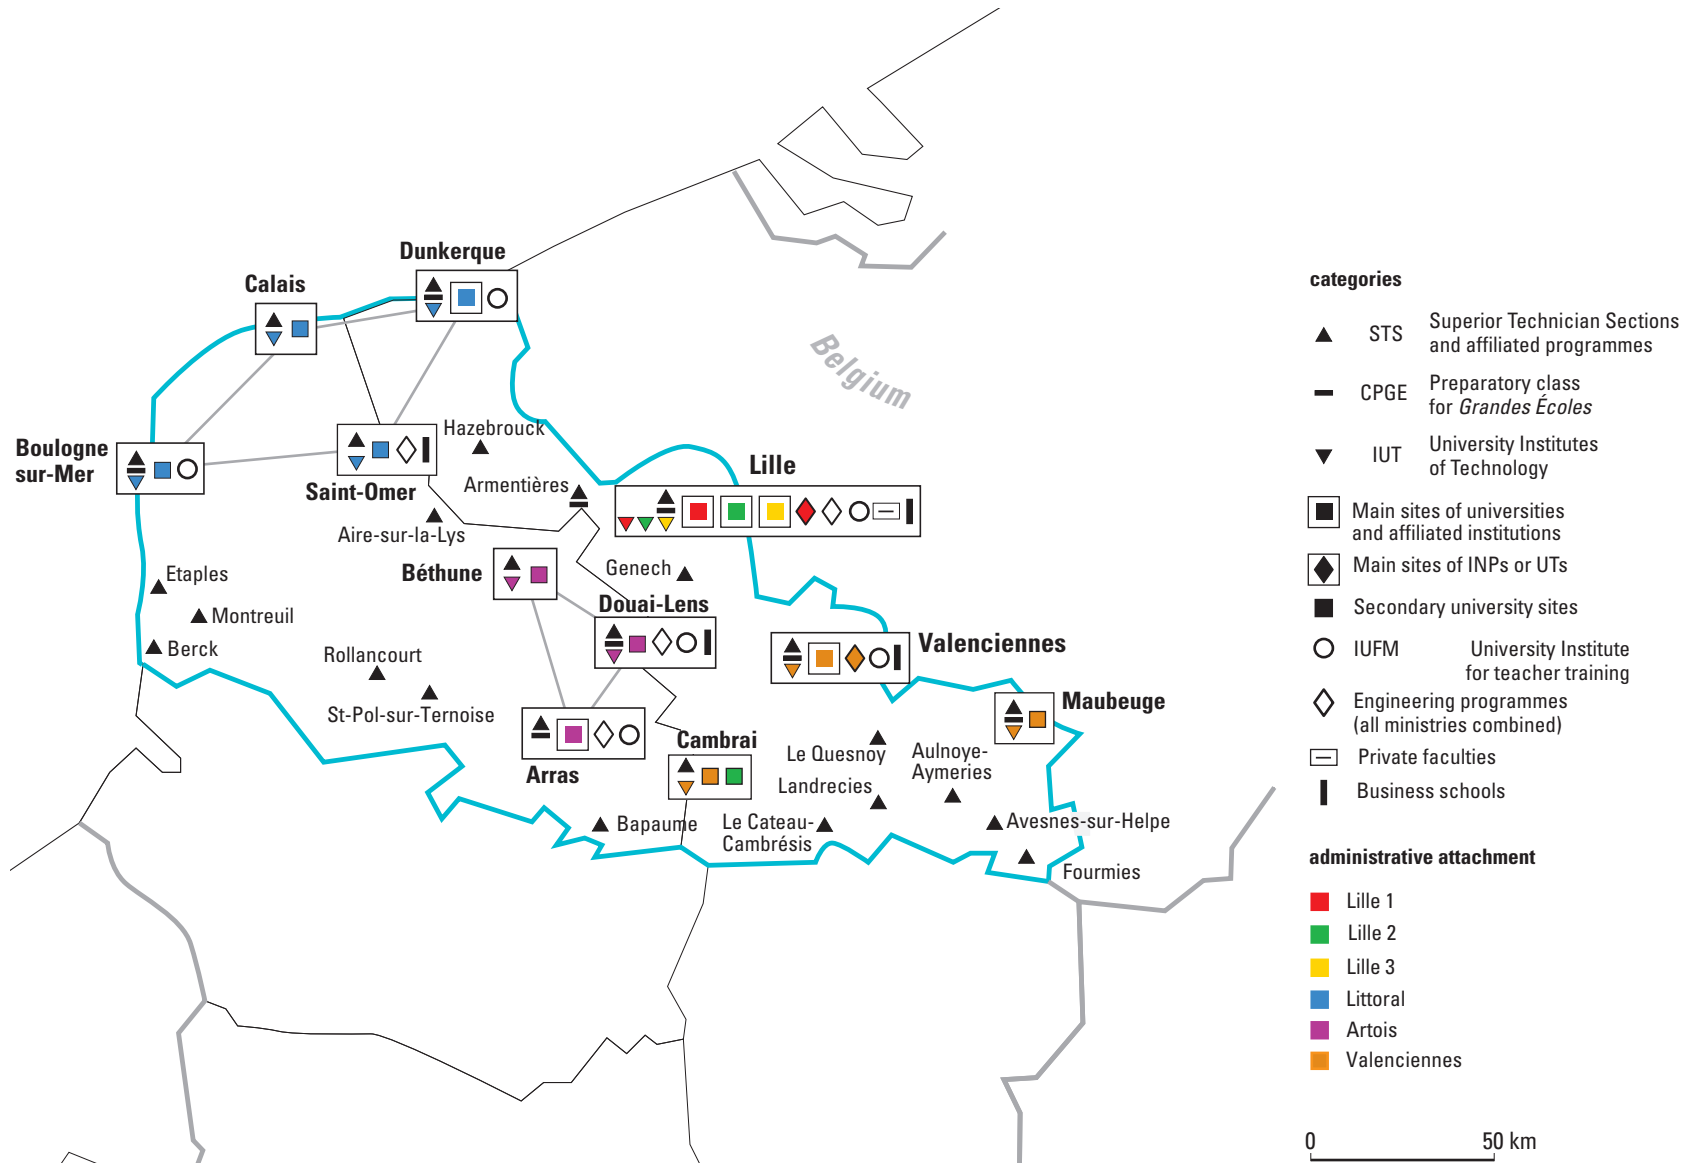 Dunkerque
Calais
Belgium
Boulogne
sur-Mer
Hazebrouck
Lille
Saint-Omer
Armentières
Aire-sur-la-Lys
Béthune
Genech
Etaples
Douai-Lens
Montreuil
Berck
Valenciennes
Rollancourt
St-Pol-sur-Ternoise
Maubeuge
Cambrai
Arras
Le Quesnoy
Aulnoye-
Aymeries
Landrecies
Bapaume
Le Cateau-
Cambrésis
Avesnes-sur-Helpe
Fourmies
categories
STS Superior Technician Sections
and affiliated programmes
CPGE Preparatory class
for Grandes Écoles
IUT University Institutes
of Technology
Main sites of universities
and affiliated institutions
Main sites of INPs or UTs
Secondary university sites
IUFM University Institute
for teacher training
Engineering programmes
(all ministries combined)
Private faculties
Business schools
administrative attachment
Lille 1
Lille 2
Lille 3
Littoral
Artois
Valenciennes
0 50 km